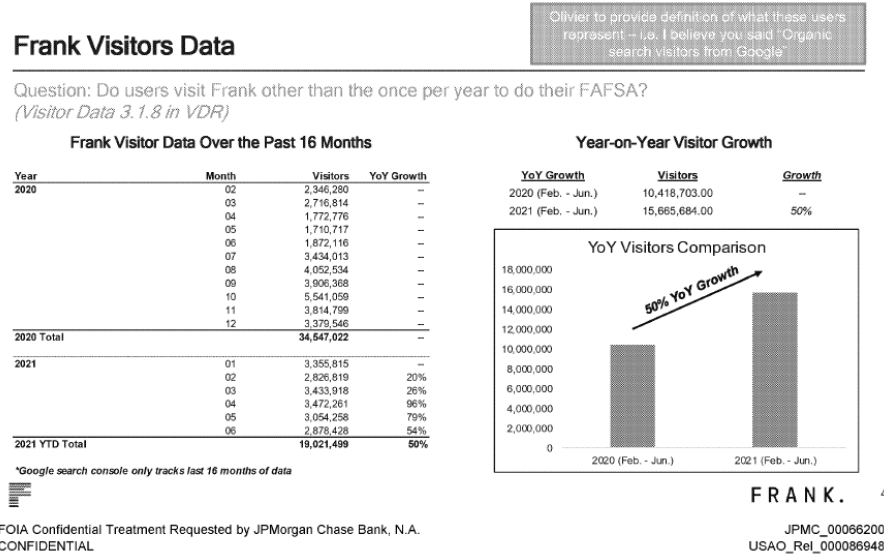 Olivier to provide definition of what these users
represent – i.e. I believe you said "Organic
search visitors from Google"
Frank Visitors Data
Question: Do users visit Frank other than the once per year to do their FAFSA?
(Visitor Data 3.1.8 in VDR)
Frank Visitor Data Over the Past 16 Months
Year Month Visitors YoY Growth
2020 02 2,346,280 –
03 2,716,814 –
04 1,772,776 –
05 1,710,717 –
06 1,872,116 –
07 3,434,013 –
08 4,052,534 –
09 3,906,368 –
10 5,541,059 –
11 3,814,799 –
12 3,379,546 –
2020 Total 34,547,022 –
2021 01 3,355,815 –
02 2,826,819 20%
03 3,433,918 26%
04 3,472,261 96%
05 3,054,258 79%
06 2,878,428 54%
2021 YTD Total 19,021,499 50%
*Google search console only tracks last 16 months of data
Year-on-Year Visitor Growth
YoY Growth Visitors Growth
2020 (Feb. - Jun.) 10,418,703.00 –
2021 (Feb. - Jun.) 15,665,684.00 50%
YoY Visitors Comparison
18,000,000
16,000,000
14,000,000
12,000,000
10,000,000
8,000,000
6,000,000
4,000,000
2,000,000
0
50% YoY Growth
2020 (Feb. - Jun.) 2021 (Feb. - Jun.)
F
FRANK. 4
FOIA Confidential Treatment Requested by JPMorgan Chase Bank, N.A.
CONFIDENTIAL
JPMC_00066200
USAO_Rel_000086948